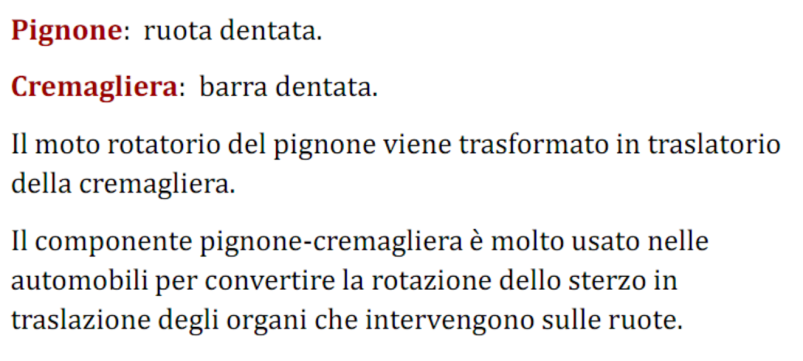 Pignone: ruota dentata.
Cremagliera: barra dentata.
Il moto rotatorio del pignone viene trasformato in traslatorio
della cremagliera.
Il componente pignone-cremagliera è molto usato nelle
automobili per convertire la rotazione dello sterzo in
traslazione degli organi che intervengono sulle ruote.